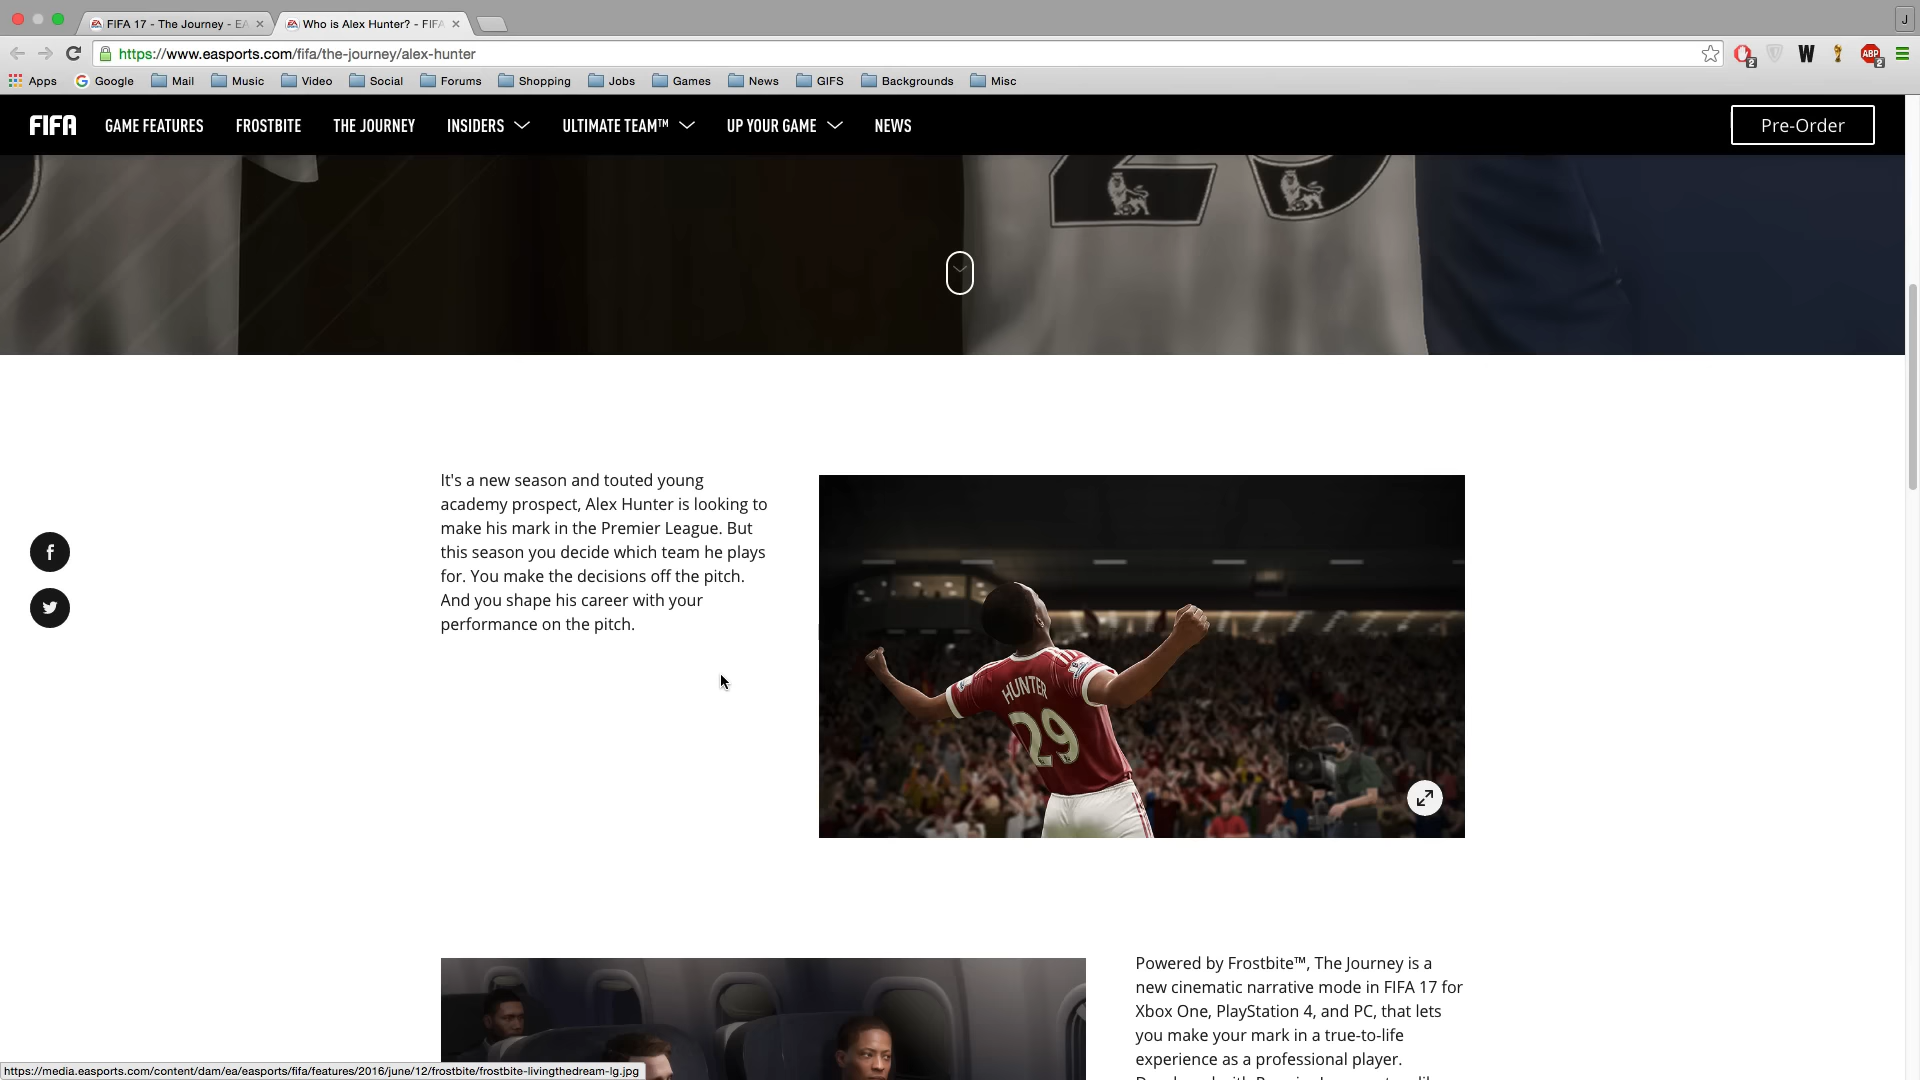 FIFA 17 - The Journey - EA
Who is Alex Hunter? - FIFA
J
https://www.easports.com/fifa/the-journey/alex-hunter
2
W
ABP
2
Apps Google Mail Music Video Social Forums Shopping Jobs Games News GIFS Backgrounds Misc
FIFA GAME FEATURES FROSTBITE THE JOURNEY INSIDERS ULTIMATE TEAM™ UP YOUR GAME NEWS Pre-Order
It's a new season and touted young
academy prospect, Alex Hunter is looking to
make his mark in the Premier League. But
this season you decide which team he plays
for. You make the decisions off the pitch.
And you shape his career with your
performance on the pitch.
HUNTER
29
Powered by Frostbite™, The Journey is a
new cinematic narrative mode in FIFA 17 for
Xbox One, PlayStation 4, and PC, that lets
you make your mark in a true-to-life
experience as a professional player.
https://media.easports.com/content/dam/ea/easports/fifa/features/2016/june/12/frostbite/frostbite-livingthedream-lg.jpg